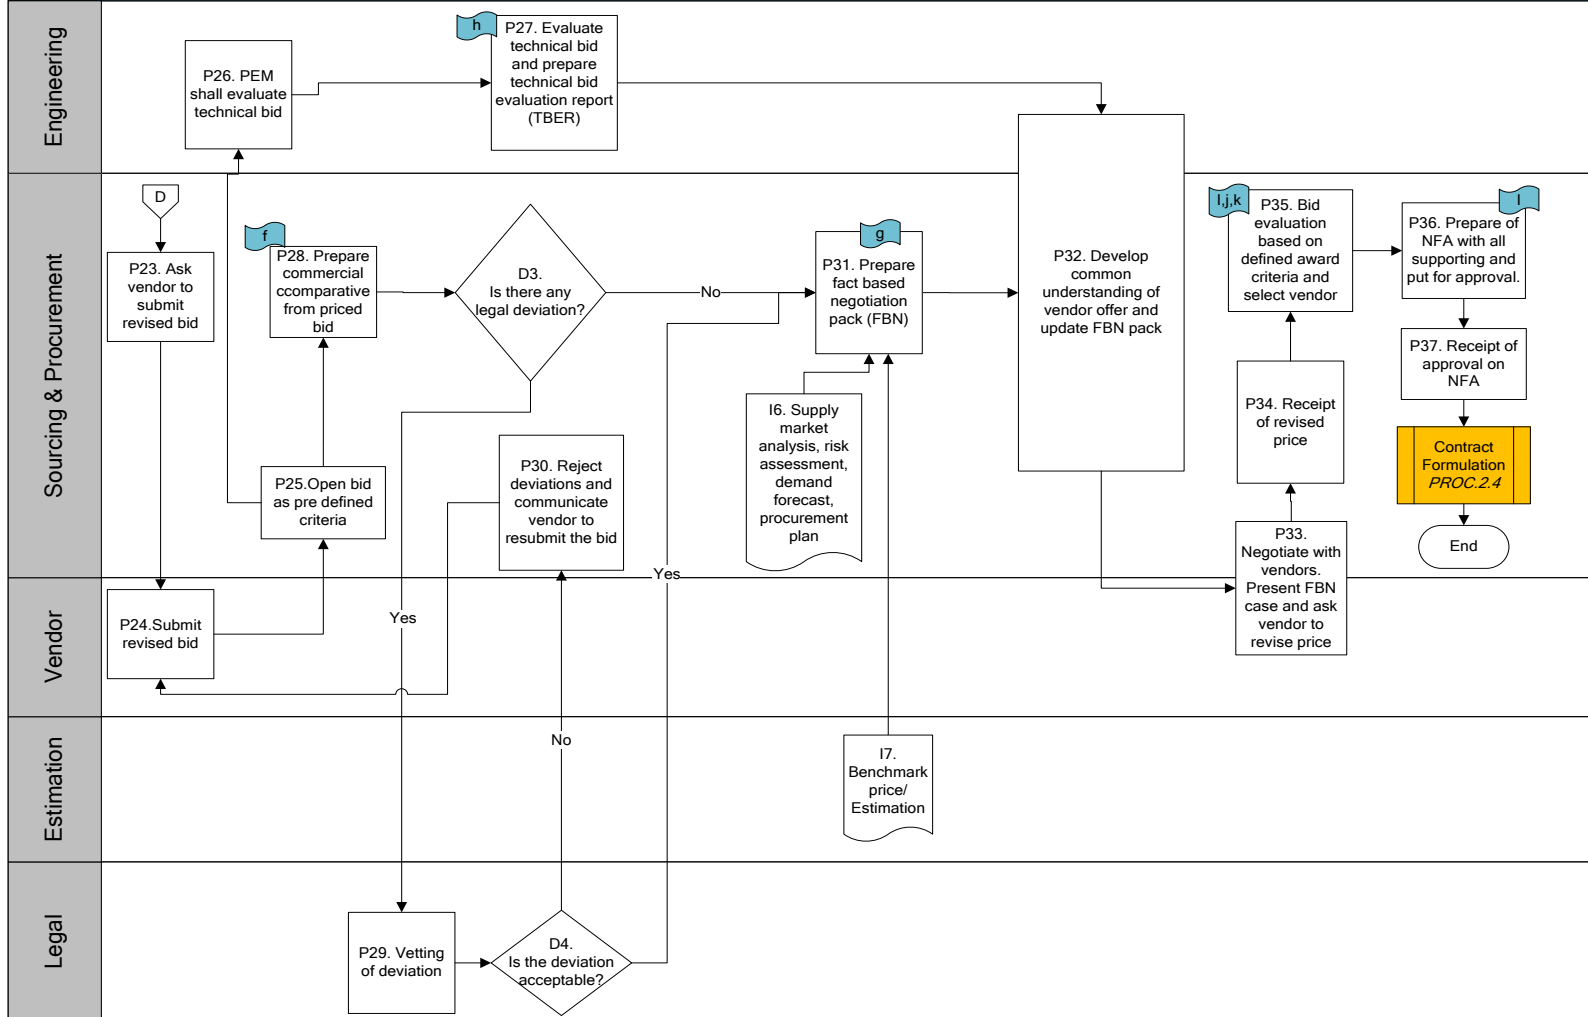 Engineering
P26. PEM
shall evaluate
technical bid
h
P27. Evaluate
technical bid
and prepare
technical bid
evaluation report
(TBER)
Sourcing & Procurement
D
P23. Ask
vendor to
submit
revised bid
f
P28. Prepare
commercial
ccomparative
from priced
bid
D3.
Is there any
legal deviation?
No
g
P31. Prepare
fact based
negotiation
pack (FBN)
P32. Develop
common
understanding of
vendor offer and
update FBN pack
I,j,k
P35. Bid
evaluation
based on
defined award
criteria and
select vendor
l
P36. Prepare of
NFA with all
supporting and
put for approval.
P37. Receipt of
approval on
NFA
P34. Receipt
of revised
price
Contract
Formulation
PROC.2.4
End
P25.Open bid
as pre defined
criteria
P30. Reject
deviations and
communicate
vendor to
resubmit the bid
I6. Supply
market
analysis, risk
assessment,
demand
forecast,
procurement
plan
P33.
Negotiate with
vendors.
Present FBN
case and ask
vendor to
revise price
Yes
Vendor
P24.Submit
revised bid
Yes
Estimation
No
I7.
Benchmark
price/
Estimation
Legal
P29. Vetting
of deviation
D4.
Is the deviation
acceptable?